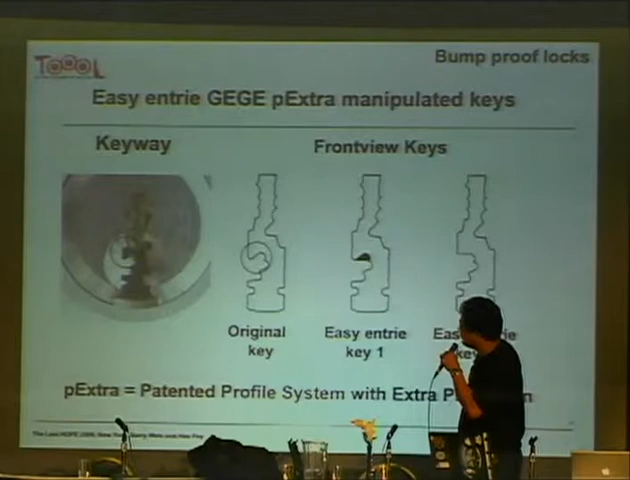 TOOOL
Bump proof locks
Easy entrie GEGE pExtra manipulated keys
Keyway
Frontview Keys
Original key
Easy entrie key 1
pExtra = Patented Profile System with Extra